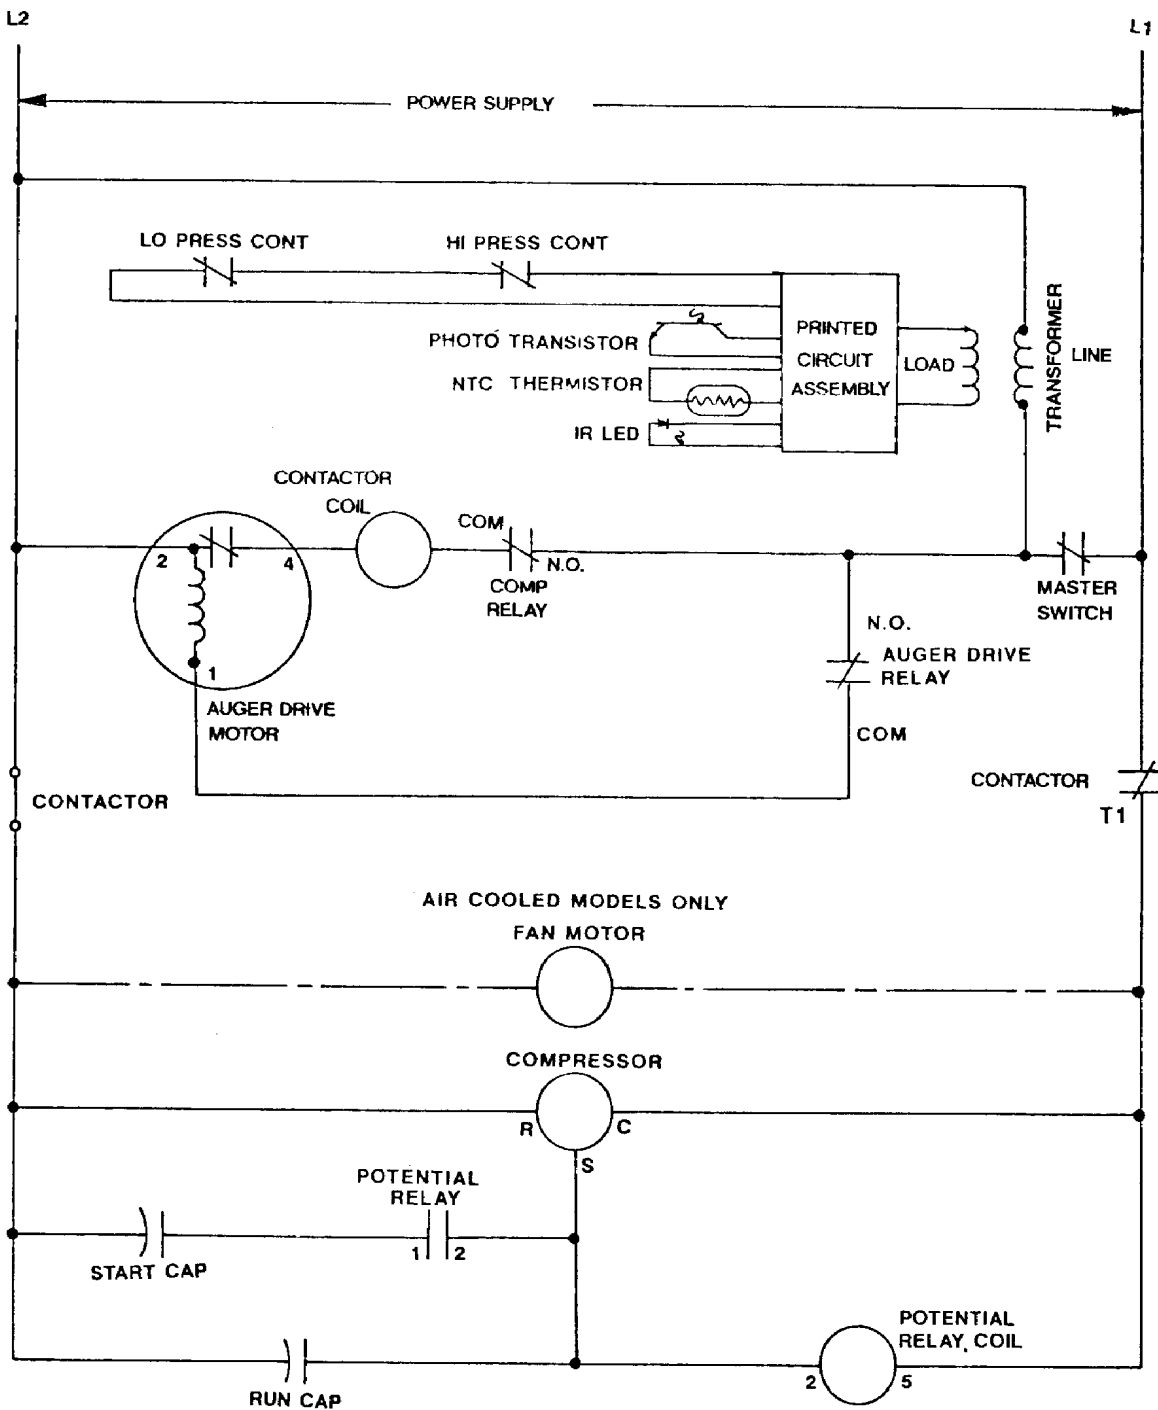 L2
L1
POWER SUPPLY
LO PRESS CONT
HI PRESS CONT
PHOTO TRANSISTOR
NTC THERMISTOR
IR LED
PRINTED
CIRCUIT
ASSEMBLY
LOAD
TRANSFORMER
LINE
CONTACTOR
COIL
COM
N.O.
COMP
RELAY
2
4
1
AUGER DRIVE
MOTOR
MASTER
SWITCH
N.O.
AUGER DRIVE
RELAY
COM
CONTACTOR
CONTACTOR
T1
AIR COOLED MODELS ONLY
FAN MOTOR
COMPRESSOR
R
C
S
POTENTIAL
RELAY
1
2
START CAP
POTENTIAL
RELAY, COIL
2
5
RUN CAP